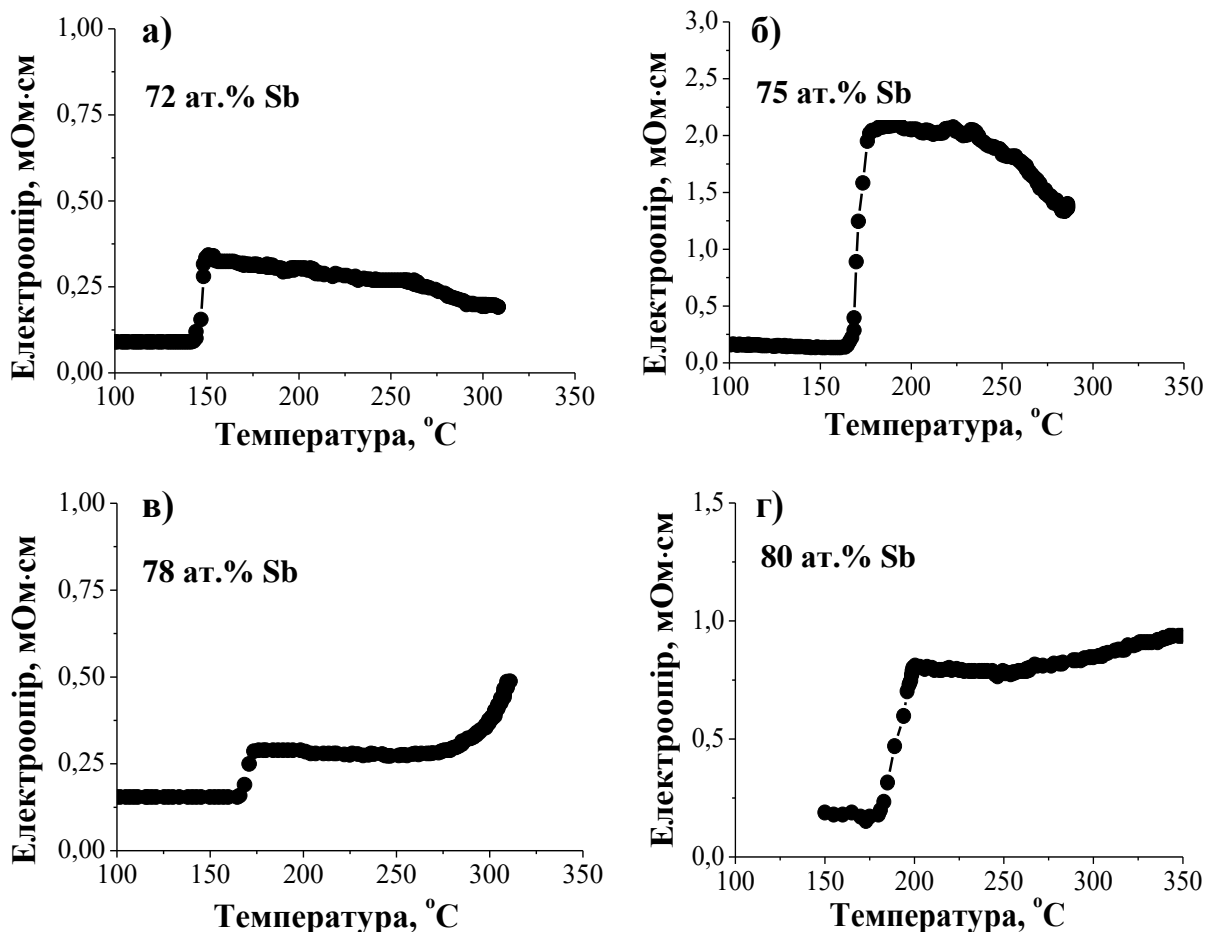 а)
72 ат.% Sb
Електроопір, мОм·см
1,00
0,75
0,50
0,25
0,00
100 150 200 250 300 350
Температура, °C
б)
75 ат.% Sb
Електроопір, мОм·см
3,0
2,5
2,0
1,5
1,0
0,5
0,0
100 150 200 250 300 350
Температура, °C
в)
78 ат.% Sb
Електроопір, мОм·см
1,00
0,75
0,50
0,25
0,00
100 150 200 250 300 350
Температура, °C
г)
80 ат.% Sb
Електроопір, мОм·см
1,5
1,0
0,5
0,0
100 150 200 250 300 350
Температура, °C